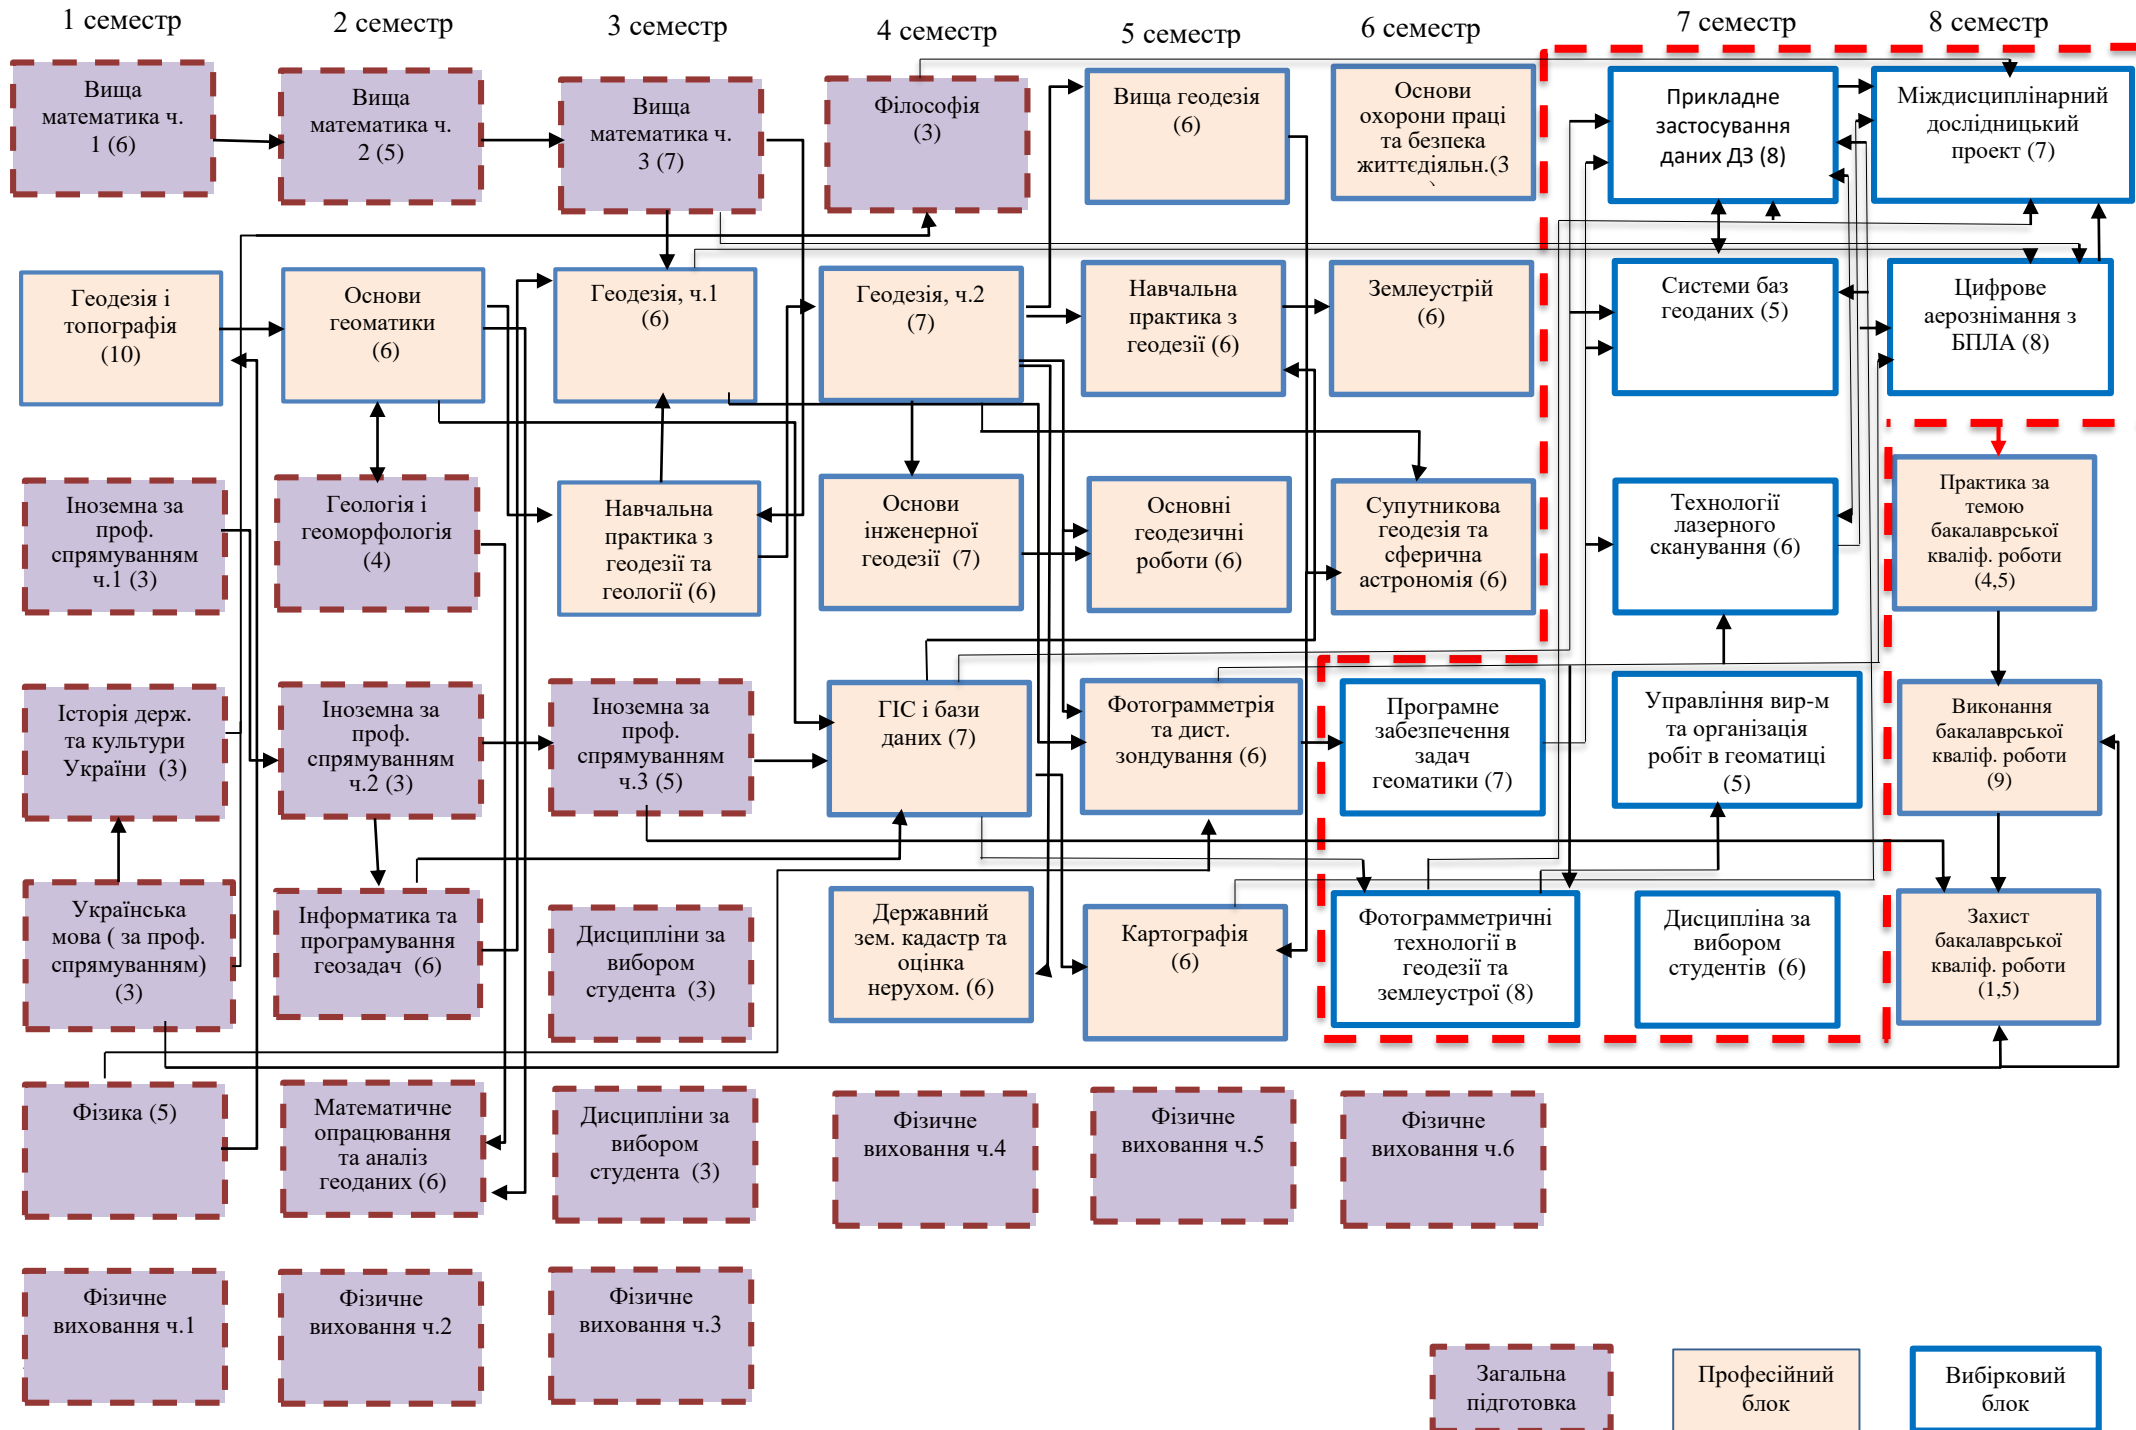 1 семестр
2 семестр
3 семестр
4 семестр
5 семестр
6 семестр
7 семестр
8 семестр
Вища
математика ч.
1 (6)
Вища
математика ч.
2 (5)
Вища
математика ч.
3 (7)
Філософія
(3)
Вища геодезія
(6)
Основи
охорони праці
та безпека
життєдіяльн.(3
Прикладне
застосування
даних ДЗ (8)
Міждисциплінарний
дослідницький
проект (7)
Геодезія і
топографія
(10)
Основи
геоматики
(6)
Геодезія, ч.1
(6)
Геодезія, ч.2
(7)
Навчальна
практика з
геодезії (6)
Землеустрій
(6)
Системи баз
геоданих (5)
Цифрове
аерознімання з
БПЛА (8)
Іноземна за
проф.
спрямуванням
ч.1 (3)
Геологія і
геоморфологія
(4)
Навчальна
практика з
геодезії та
геології (6)
Основи
інженерної
геодезії (7)
Основні
геодезичні
роботи (6)
Супутникова
геодезія та
сферична
астрономія (6)
Технології
лазерного
сканування (6)
Практика за
темою
бакалаврської
кваліф. роботи
(4,5)
Історія держ.
та культури
України (3)
Іноземна за
проф.
спрямуванням
ч.2 (3)
Іноземна за
проф.
спрямуванням
ч.3 (5)
ГІС і бази
даних (7)
Фотограмметрія
та дист.
зондування (6)
Програмне
забезпечення
задач
геоматики (7)
Управління вир-м
та організація
робіт в геоматиці
(5)
Виконання
бакалаврської
кваліф. роботи
(9)
Українська
мова ( за проф.
спрямуванням)
(3)
Інформатика та
програмування
геозадач (6)
Дисципліни за
вибором
студента (3)
Державний
зем. кадастр та
оцінка
нерухом. (6)
Картографія
(6)
Фотограмметричні
технології в
геодезії та
землеустрої (8)
Дисципліна за
вибором
студентів (6)
Захист
бакалаврської
кваліф. роботи
(1,5)
Фізика (5)
Математичне
опрацювання
та аналіз
геоданих (6)
Дисципліни за
вибором
студента (3)
Фізичне
виховання ч.4
Фізичне
виховання ч.5
Фізичне
виховання ч.6
Фізичне
виховання ч.1
Фізичне
виховання ч.2
Фізичне
виховання ч.3
Загальна
підготовка
Професійний
блок
Вибірковий
блок